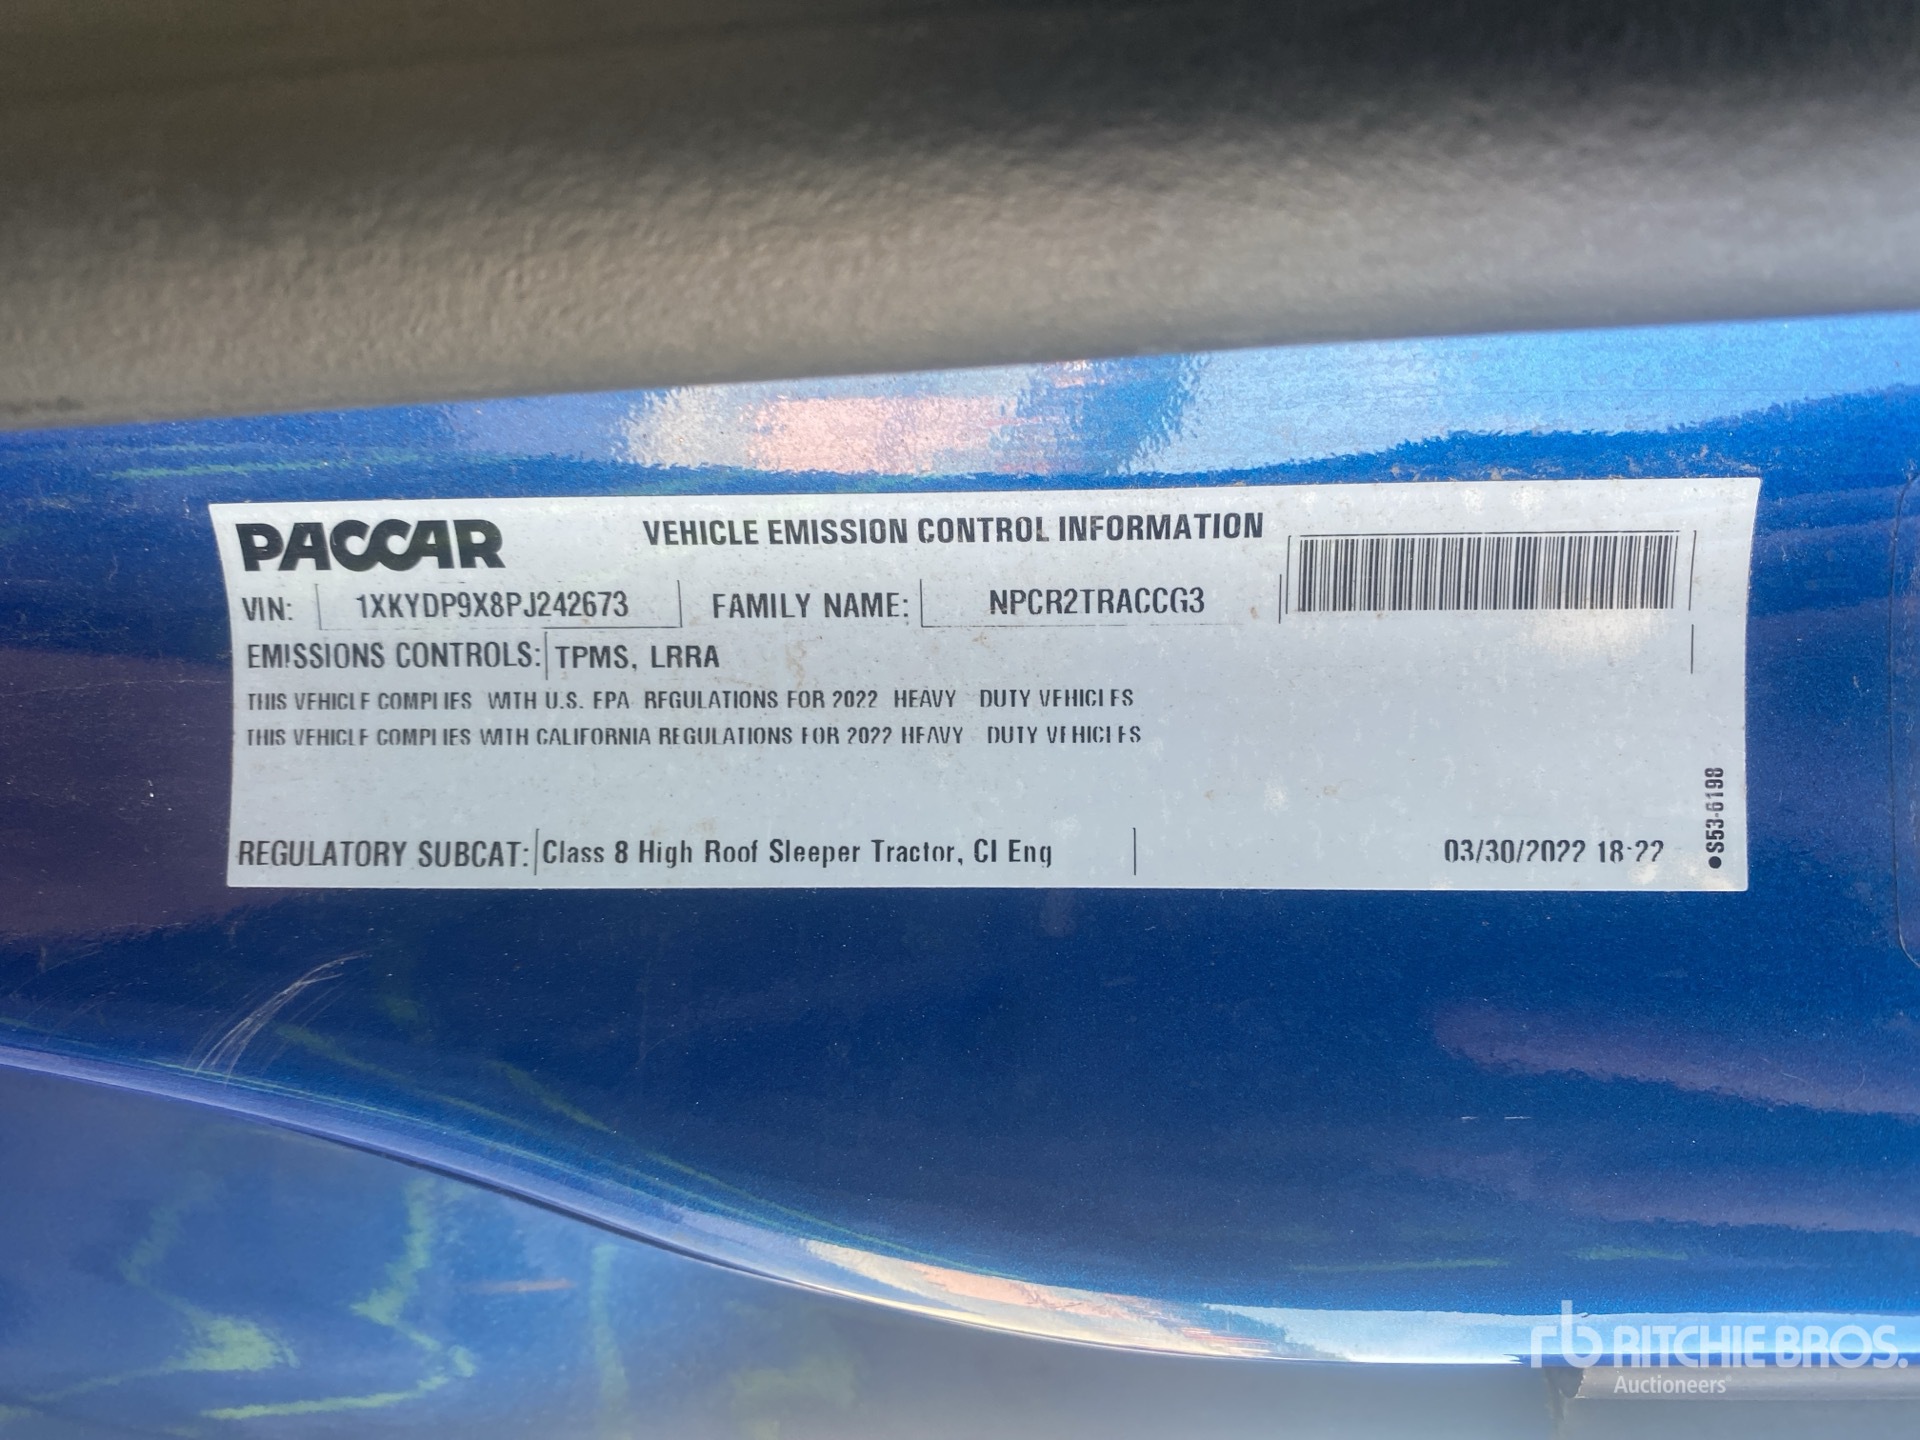 PACCAR VEHICLE EMISSION CONTROL INFORMATION
VIN: 1XKYDP9X8PJ242673 FAMILY NAME: NPCR2TRACCG3
EMISSIONS CONTROLS: TPMS, LRRA
THIS VEHICLE COMPLIES WITH U.S. EPA REGULATIONS FOR 2022 HEAVY DUTY VEHICLES
THIS VEHICLE COMPLIES WITH CALIFORNIA REGULATIONS FOR 2022 HEAVY DUTY VEHICLES
REGULATORY SUBCAT: Class 8 High Roof Sleeper Tractor, CI Eng 03/30/2022 18:22
●S53-6198
rb RITCHIE BROS.
Auctioneers